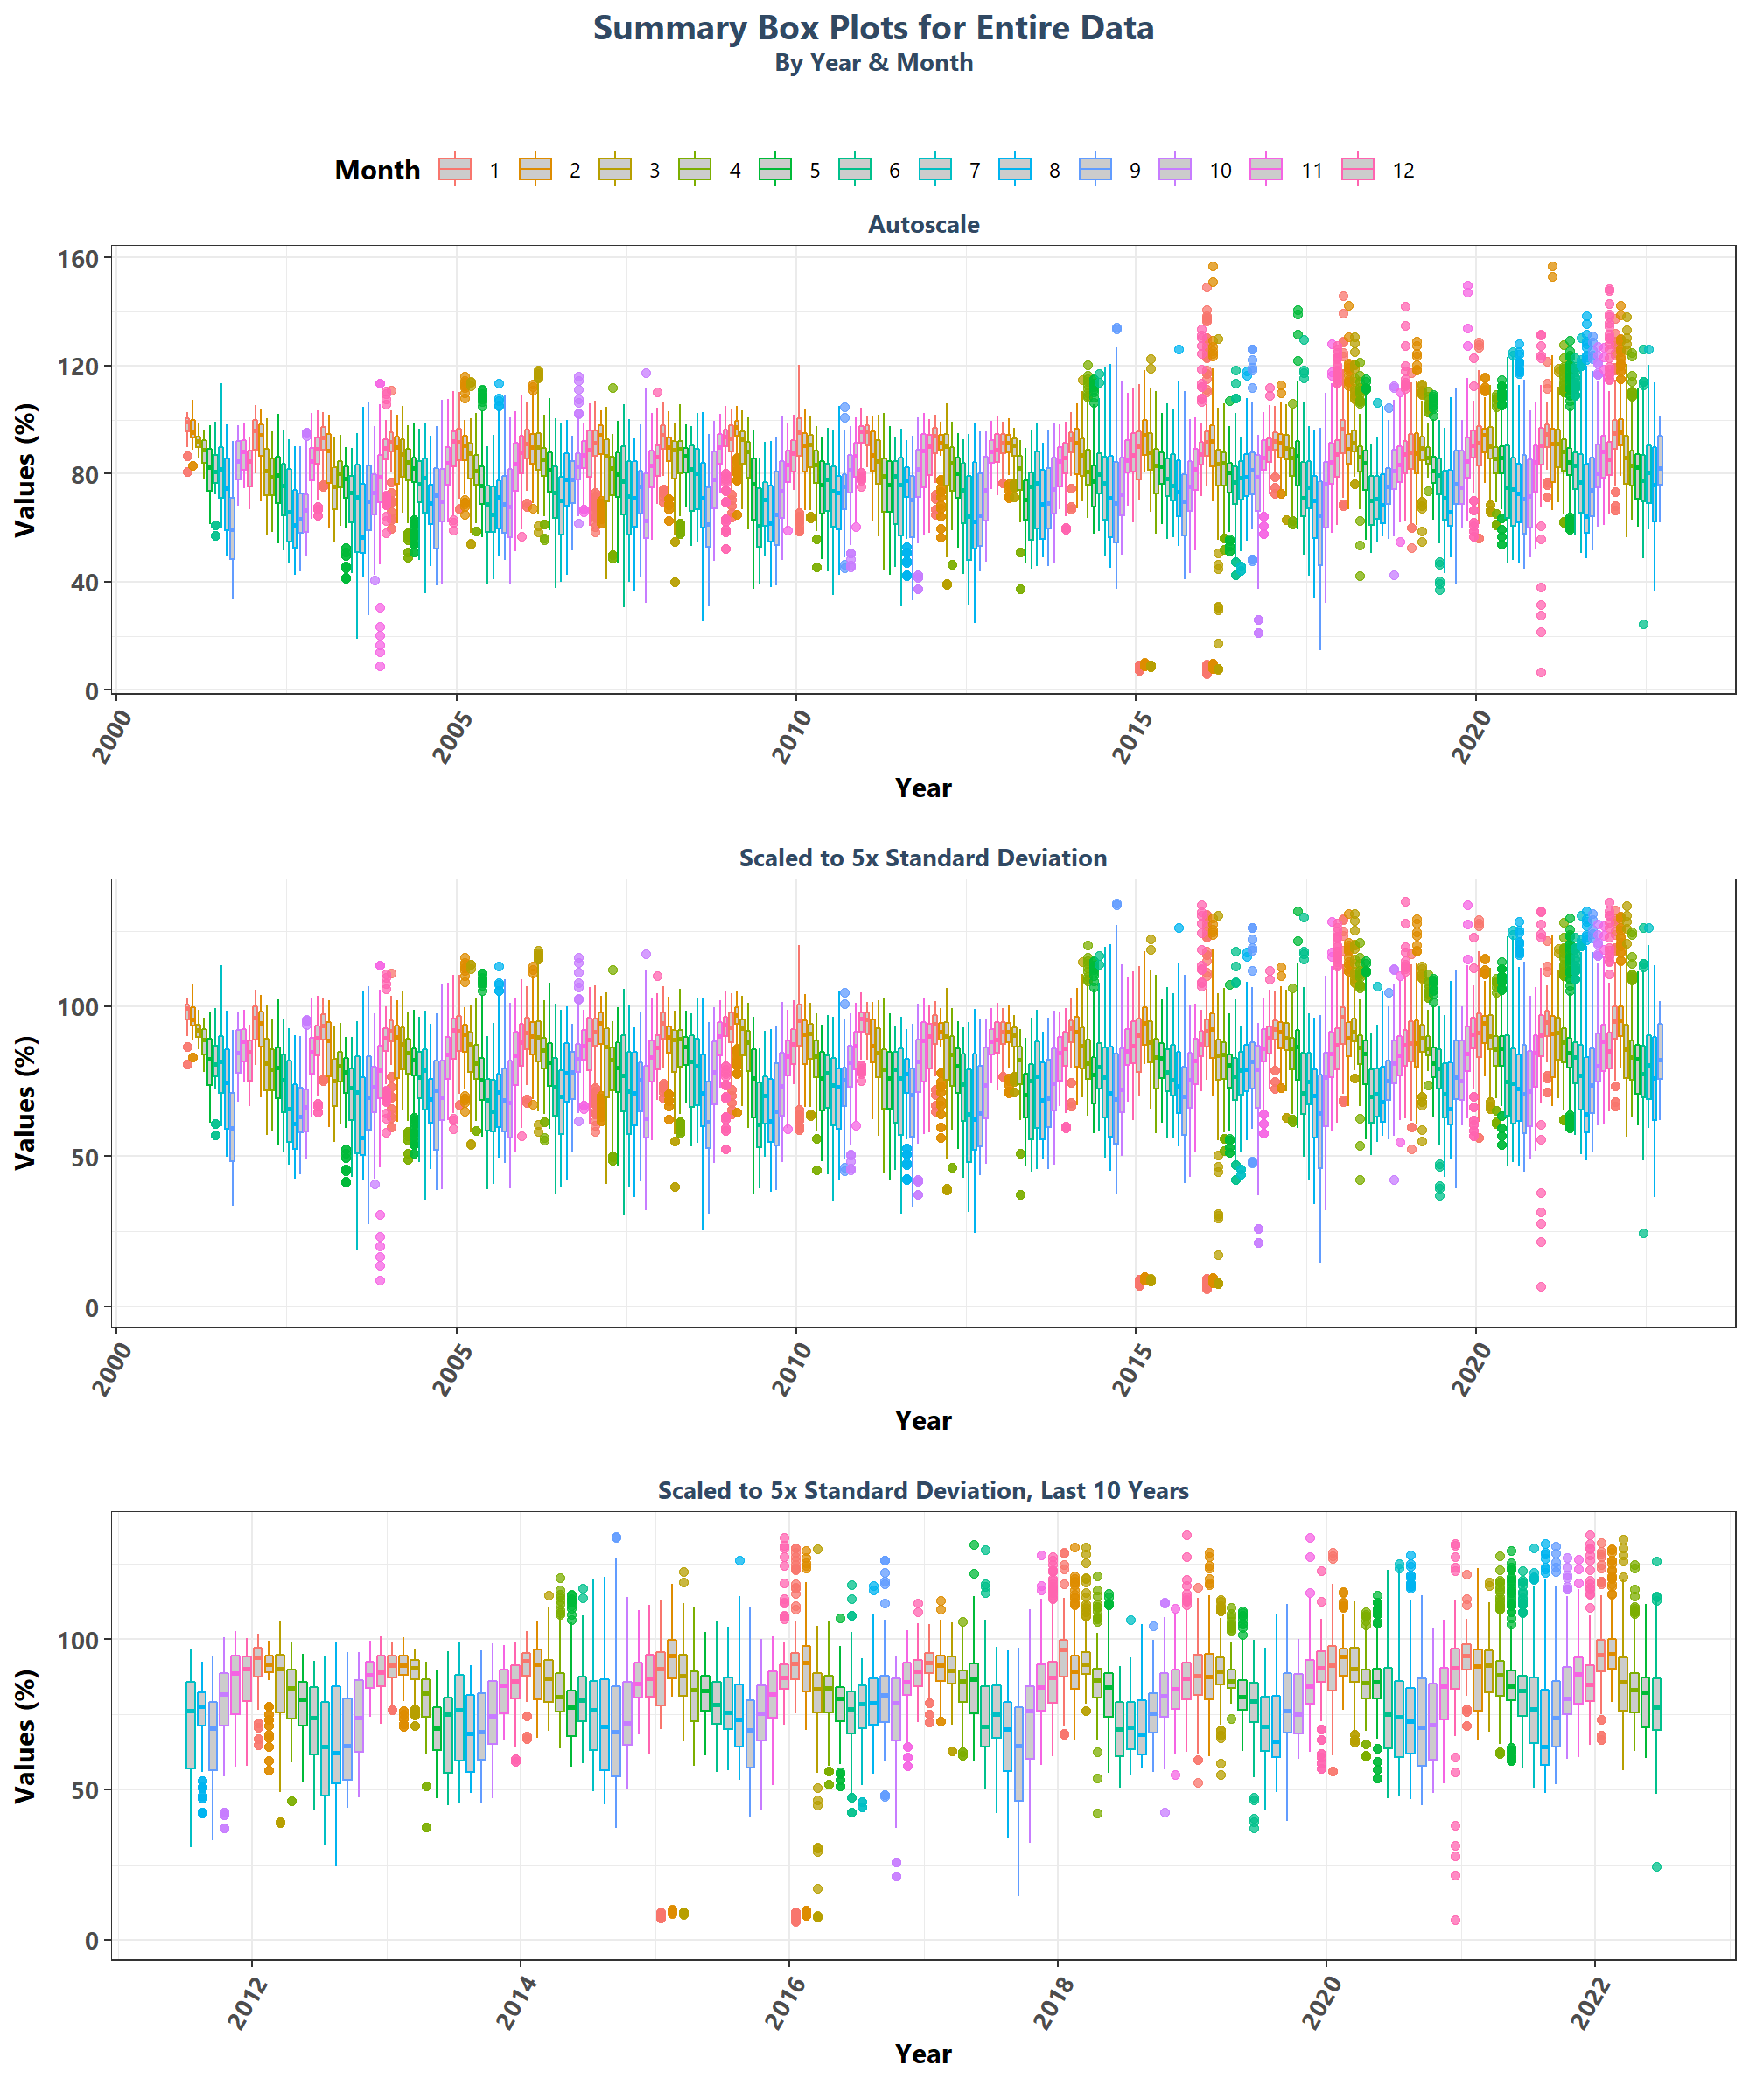 Summary Box Plots for Entire Data
By Year & Month
Month 1 2 3 4 5 6 7 8 9 10 11 12
Autoscale
Values (%)
160
120
80
40
0
2000 2005 2010 2015 2020
Year
Scaled to 5x Standard Deviation
Values (%)
100
50
0
2000 2005 2010 2015 2020
Year
Scaled to 5x Standard Deviation, Last 10 Years
Values (%)
100
50
0
2012 2014 2016 2018 2020 2022
Year